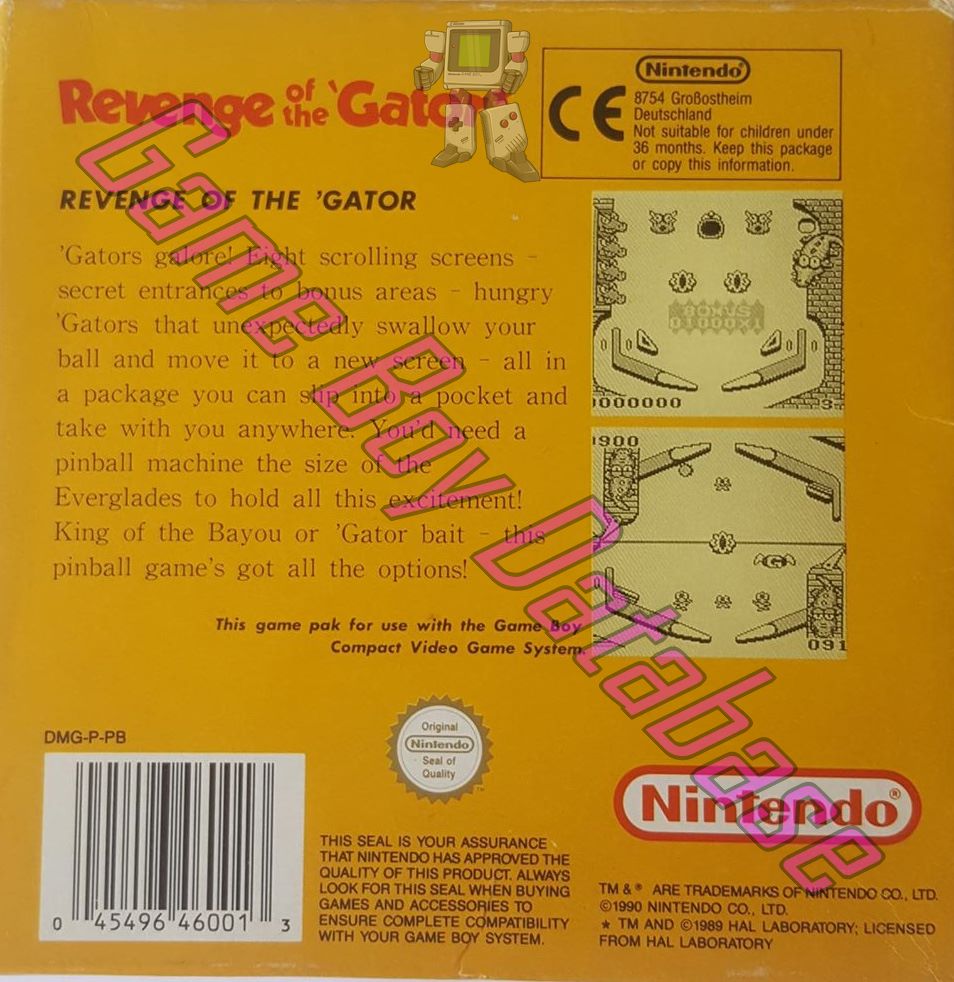 Revenge of the 'Gator
Nintendo®
CE
8754 Großostheim
Deutschland
Not suitable for children under
36 months. Keep this package
or copy this information.
REVENGE OF THE 'GATOR
'Gators galore! Eight scrolling screens –
secret entrances to bonus areas – hungry
'Gators that unexpectedly swallow your
ball and move it to a new screen – all in
a package you can slip into a pocket and
take with you anywhere. You'd need a
pinball machine the size of the
Everglades to hold all this excitement!
King of the Bayou or 'Gator bait – this
pinball game's got all the options!
BONUS
01000X1
0000000 3
1900
G
091
This game pak for use with the Game Boy
Compact Video Game System.
Game Boy Database
DMG-P-PB
0 45496 46001 3
Original
Nintendo
Seal of
Quality
TM
THIS SEAL IS YOUR ASSURANCE
THAT NINTENDO HAS APPROVED THE
QUALITY OF THIS PRODUCT. ALWAYS
LOOK FOR THIS SEAL WHEN BUYING
GAMES AND ACCESSORIES TO
ENSURE COMPLETE COMPATIBILITY
WITH YOUR GAME BOY SYSTEM.
Nintendo®
TM & ® ARE TRADEMARKS OF NINTENDO CO., LTD.
©1990 NINTENDO CO., LTD.
* TM AND ©1989 HAL LABORATORY; LICENSED
FROM HAL LABORATORY